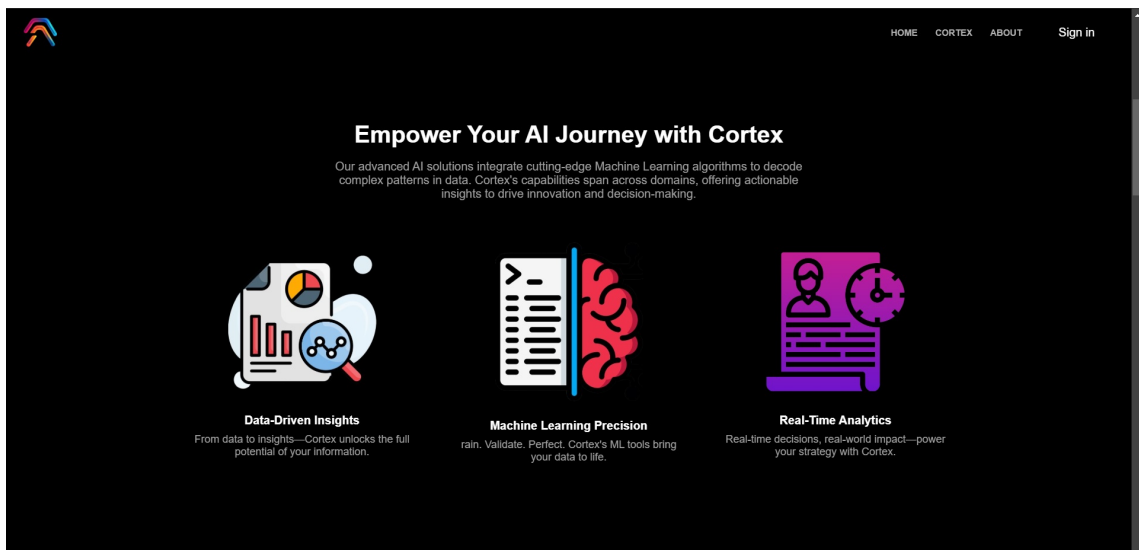 HOME CORTEX ABOUT Sign in
Empower Your AI Journey with Cortex
Our advanced AI solutions integrate cutting-edge Machine Learning algorithms to decode
complex patterns in data. Cortex's capabilities span across domains, offering actionable
insights to drive innovation and decision-making.
Data-Driven Insights
From data to insights—Cortex unlocks the full
potential of your information.
Machine Learning Precision
rain. Validate. Perfect. Cortex's ML tools bring
your data to life.
Real-Time Analytics
Real-time decisions, real-world impact—power
your strategy with Cortex.